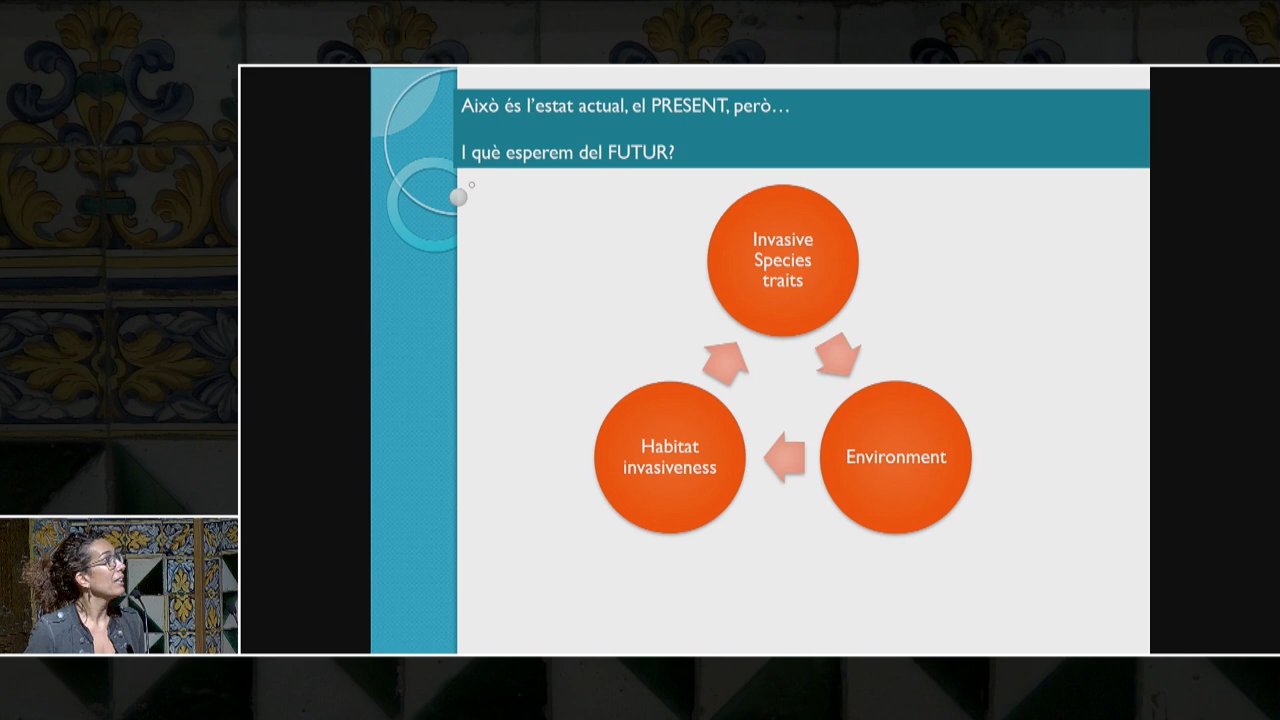 Això és l'estat actual, el PRESENT, però…
I què esperem del FUTUR?
Invasive
Species
traits
Habitat
invasiveness
Environment